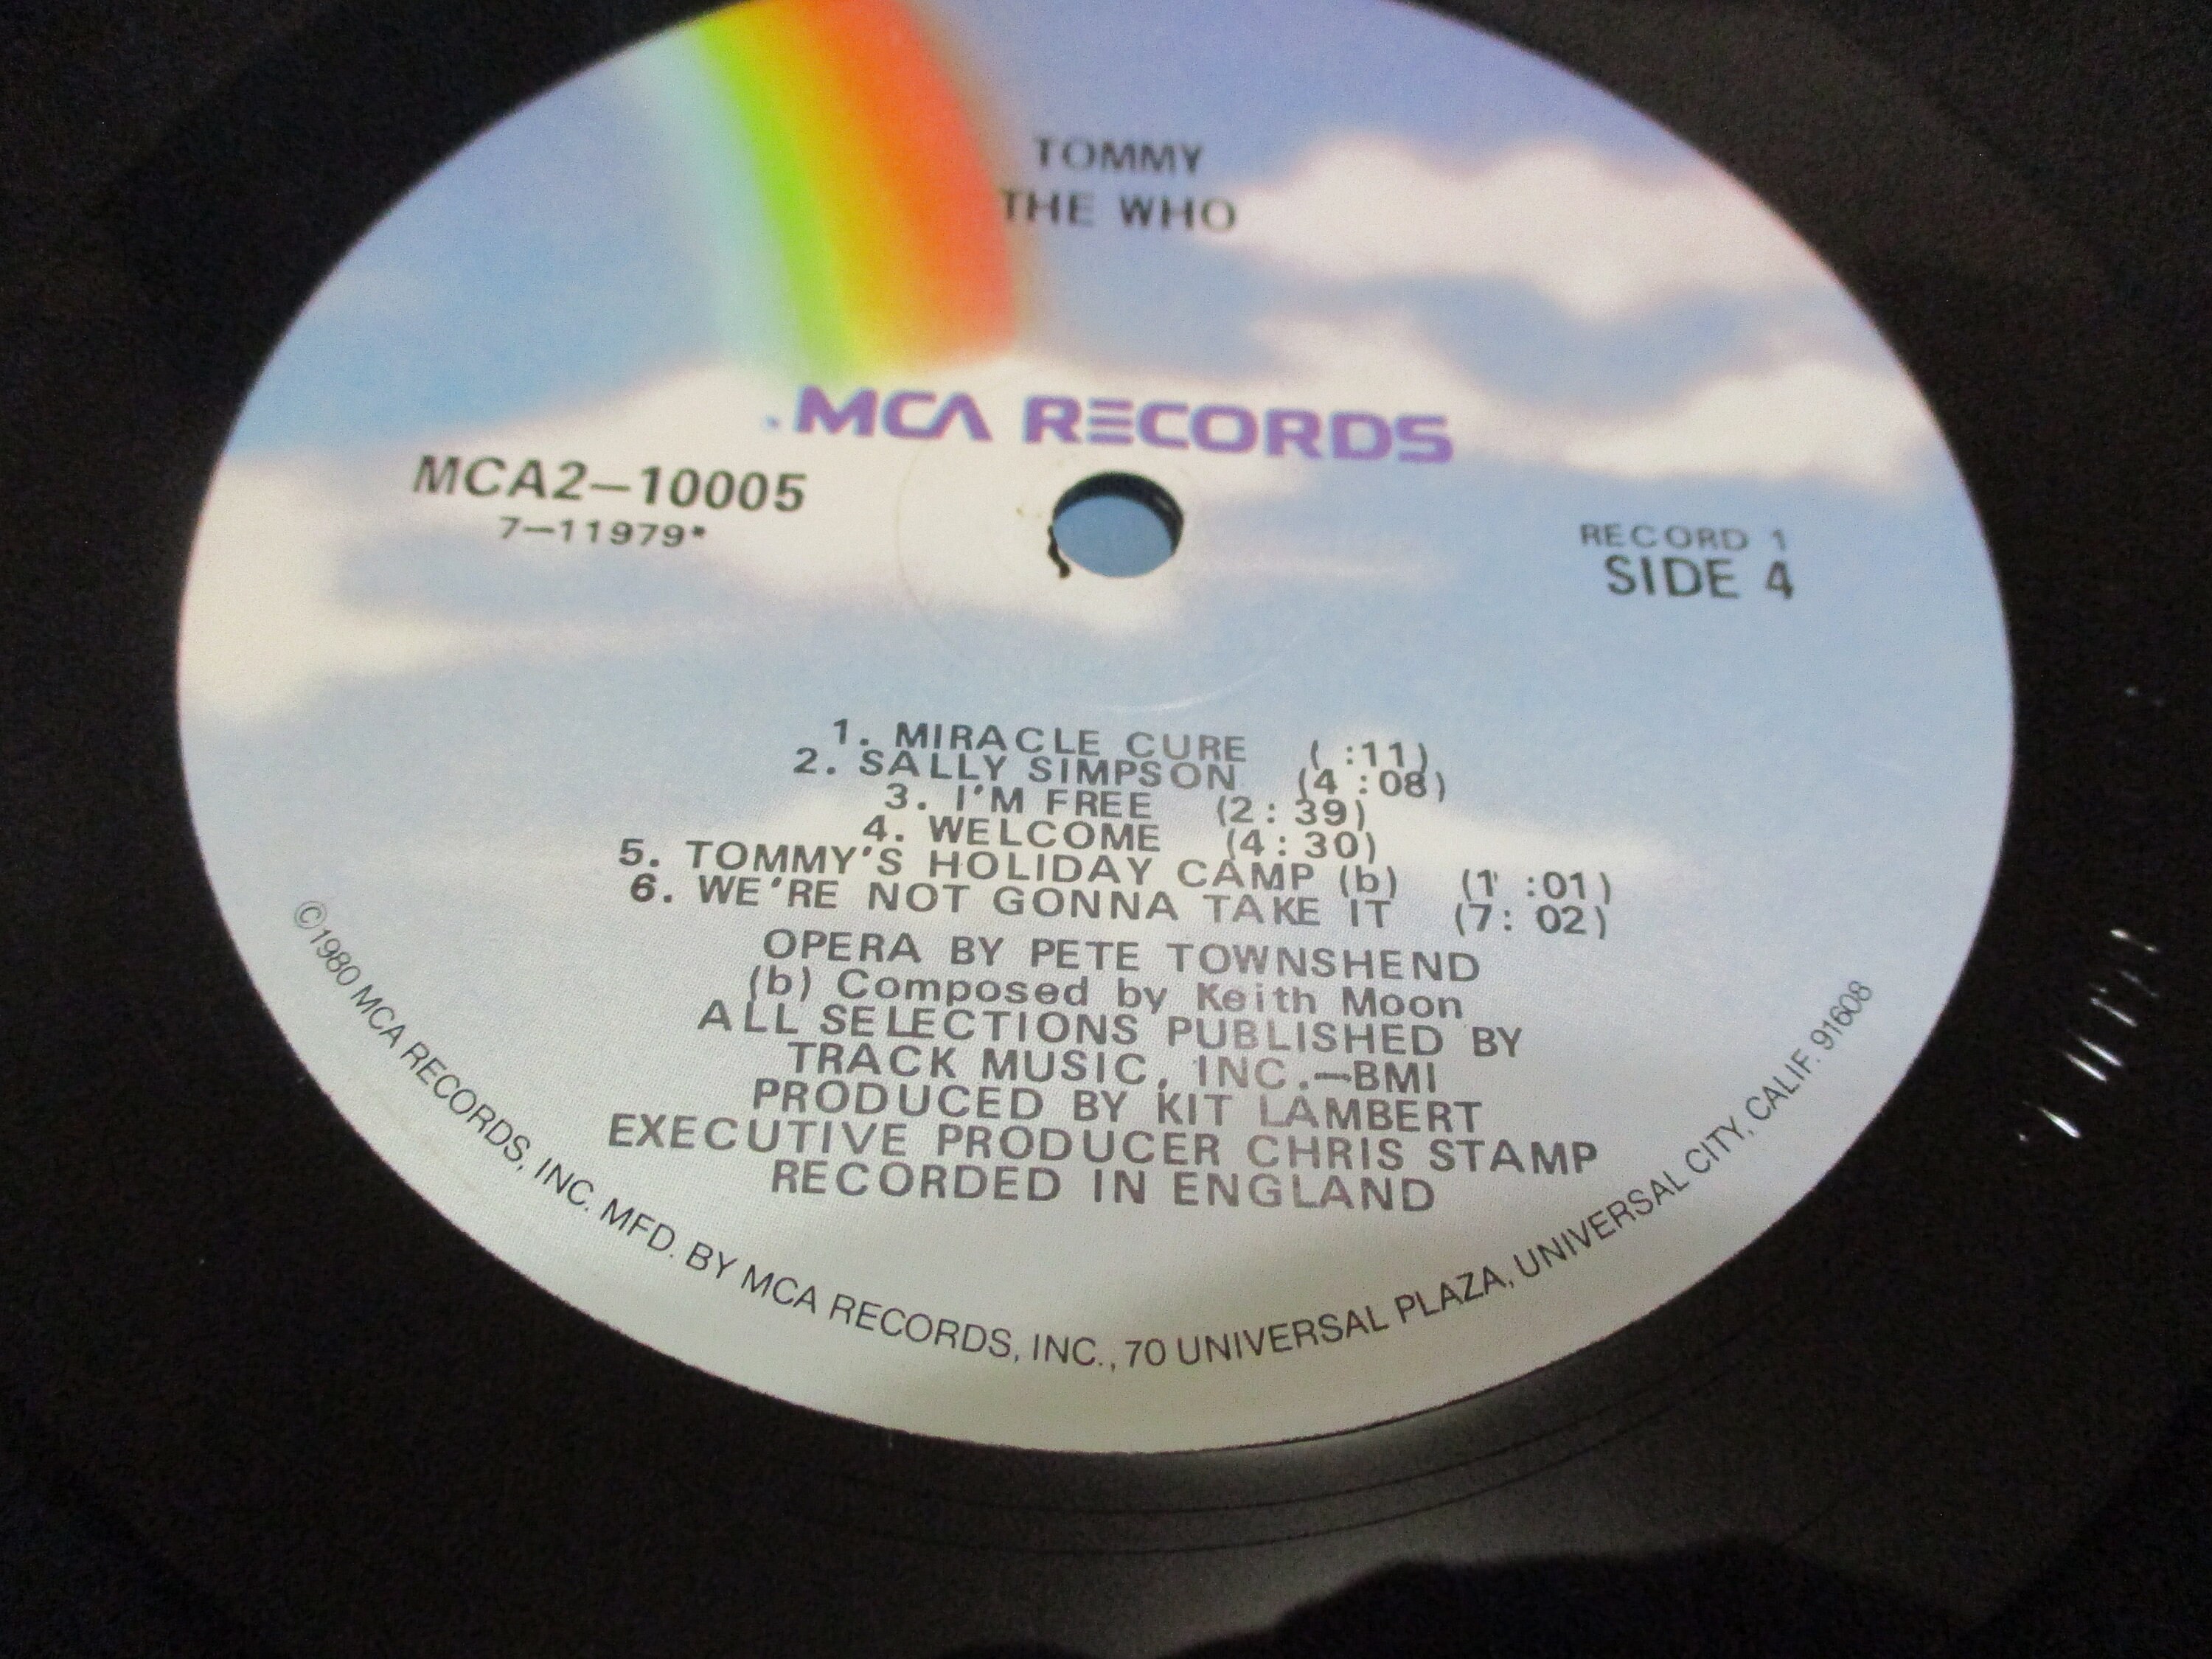 TOMMY
THE WHO
MCA RECORDS
MCA2—10005
7—11979*
RECORD 1
SIDE 4
1. MIRACLE CURE ( :11)
2. SALLY SIMPSON (4 :08)
3. I'M FREE (2: 39)
4. WELCOME (4: 30)
5. TOMMY'S HOLIDAY CAMP (b) (1 :01)
6. WE'RE NOT GONNA TAKE IT (7: 02)
OPERA BY PETE TOWNSHEND
(b) Composed by Keith Moon
ALL SELECTIONS PUBLISHED BY
TRACK MUSIC, INC.—BMI
PRODUCED BY KIT LAMBERT
EXECUTIVE PRODUCER CHRIS STAMP
RECORDED IN ENGLAND
©1980 MCA RECORDS, INC. MFD. BY MCA RECORDS, INC., 70 UNIVERSAL PLAZA, UNIVERSAL CITY, CALIF. 91608